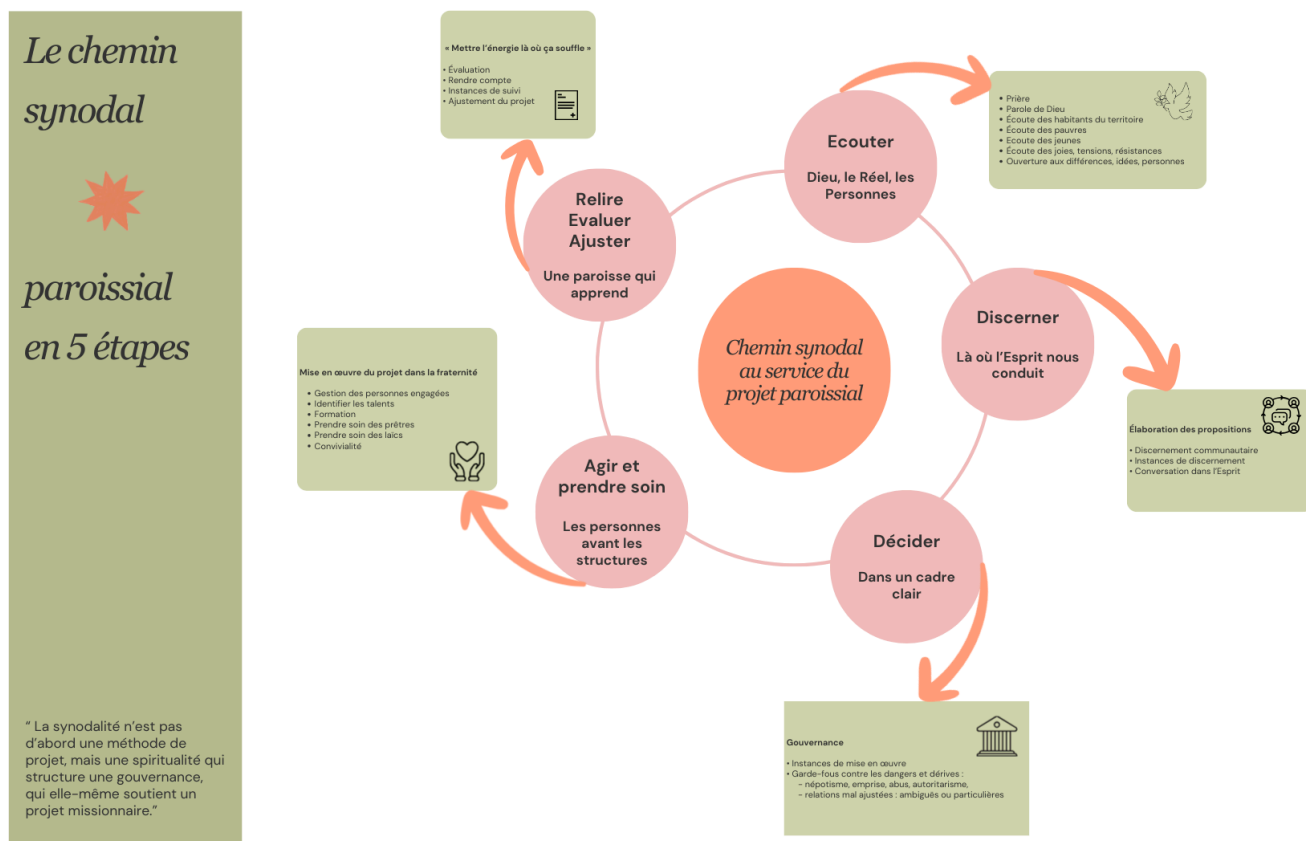 Le chemin
synodal
paroissial
en 5 étapes
“ La synodalité n’est pas
d’abord une méthode de
projet, mais une spiritualité qui
structure une gouvernance,
qui elle-même soutient un
projet missionnaire.”
Chemin synodal
au service du
projet paroissial
Ecouter
Dieu, le Réel, les
Personnes
• Prière
• Parole de Dieu
• Écoute des habitants du territoire
• Écoute des pauvres
• Ecoute des jeunes
• Écoute des joies, tensions, résistances
• Ouverture aux différences, idées, personnes
Discerner
Là où l’Esprit nous
conduit
Élaboration des propositions
• Discernement communautaire
• Instances de discernement
• Conversation dans l’Esprit
Décider
Dans un cadre
clair
Gouvernance
• Instances de mise en œuvre
• Garde-fous contre les dangers et dérives :
- népotisme, emprise, abus, autoritarisme,
- relations mal ajustées : ambiguës ou particulières
Agir et
prendre soin
Les personnes
avant les
structures
Mise en œuvre du projet dans la fraternité
• Gestion des personnes engagées
• Identifier les talents
• Formation
• Prendre soin des prêtres
• Prendre soin des laïcs
• Convivialité
Relire
Evaluer
Ajuster
Une paroisse qui
apprend
« Mettre l’énergie là où ça souffle »
• Évaluation
• Rendre compte
• Instances de suivi
• Ajustement du projet